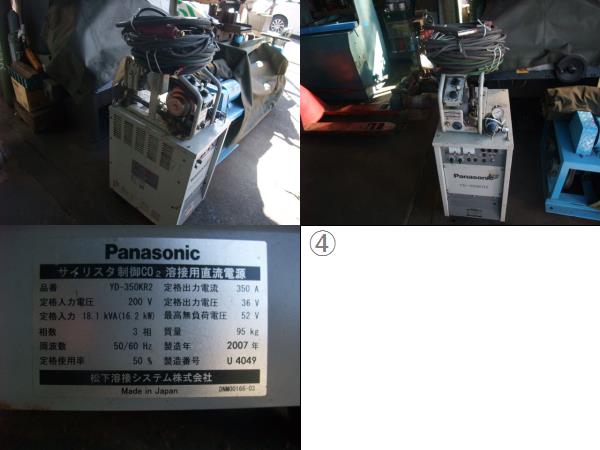 Panasonic
YD-350KR2
Panasonic
サイリスタ制御CO₂溶接用直流電源
品番 YD-350KR2 定格出力電流 350 A
定格入力電圧 200 V 定格出力電圧 36 V
定格入力 18.1 kVA(16.2 kW) 最高無負荷電圧 52 V
相数 3 相 質量 95 kg
周波数 50/60 Hz 製造年 2007 年
定格使用率 50 % 製造番号 U 4049
松下溶接システム株式会社
Made in Japan DNM00166-03
④